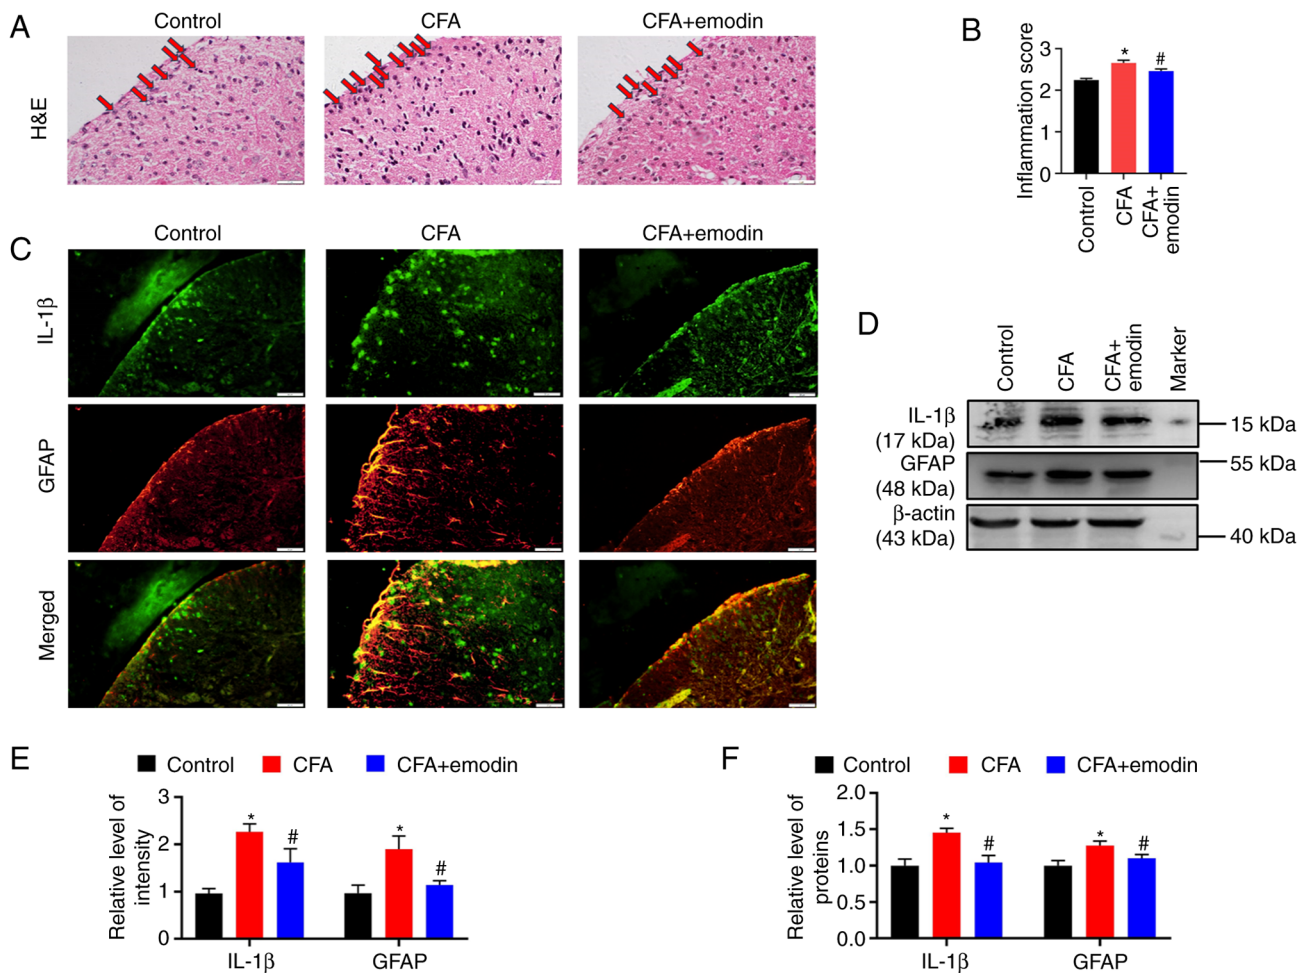 A
Control
CFA
CFA+emodin
H&E
B
Inflammation score
3
2
1
0
*
#
Control
CFA
CFA+
emodin
C
Control
CFA
CFA+emodin
IL-1β
GFAP
Merged
D
Control
CFA
CFA+
emodin
Marker
IL-1β
(17 kDa)
15 kDa
GFAP
(48 kDa)
55 kDa
β-actin
(43 kDa)
40 kDa
E
Control
CFA
CFA+emodin
Relative level of
intensity
3
2
1
0
*
#
*
#
IL-1β
GFAP
F
Control
CFA
CFA+emodin
Relative level of
proteins
2.0
1.5
1.0
0.5
0.0
*
#
*
#
IL-1β
GFAP